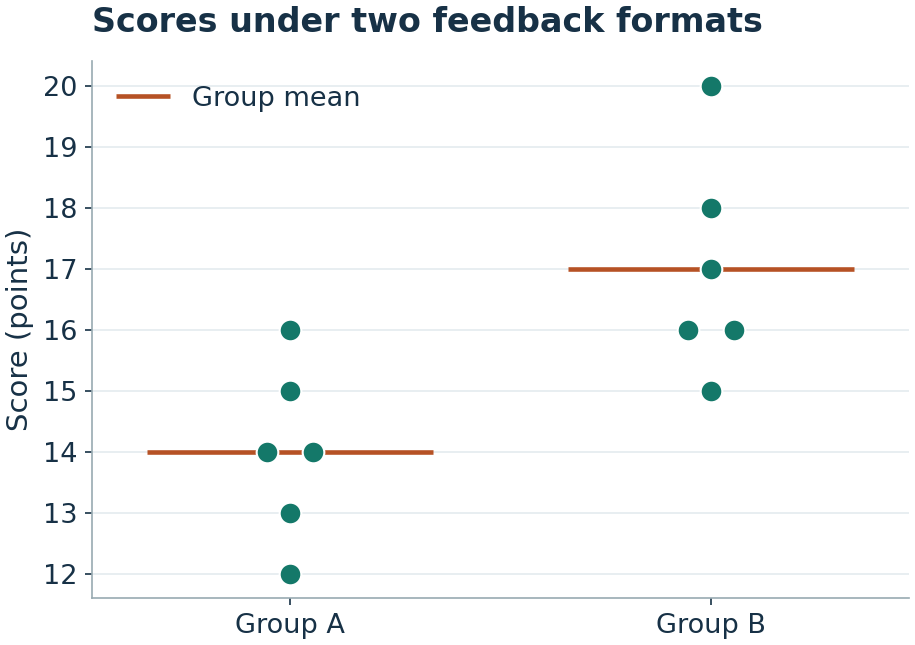 Scores under two feedback formats
Group mean
Score (points)
20
19
18
17
16
15
14
13
12
Group A
Group B